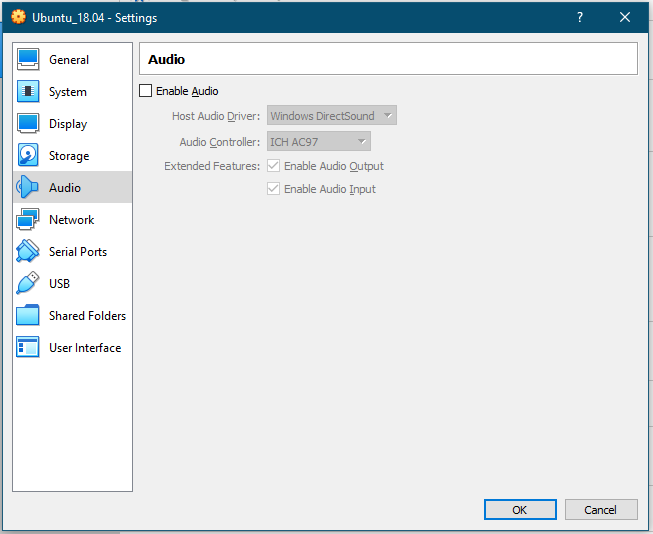 Ubuntu_18.04 - Settings
General
System
Display
Storage
Audio
Network
Serial Ports
USB
Shared Folders
User Interface
Audio
Enable Audio
Host Audio Driver: Windows DirectSound
Audio Controller: ICH AC97
Extended Features: Enable Audio Output
Enable Audio Input
OK Cancel